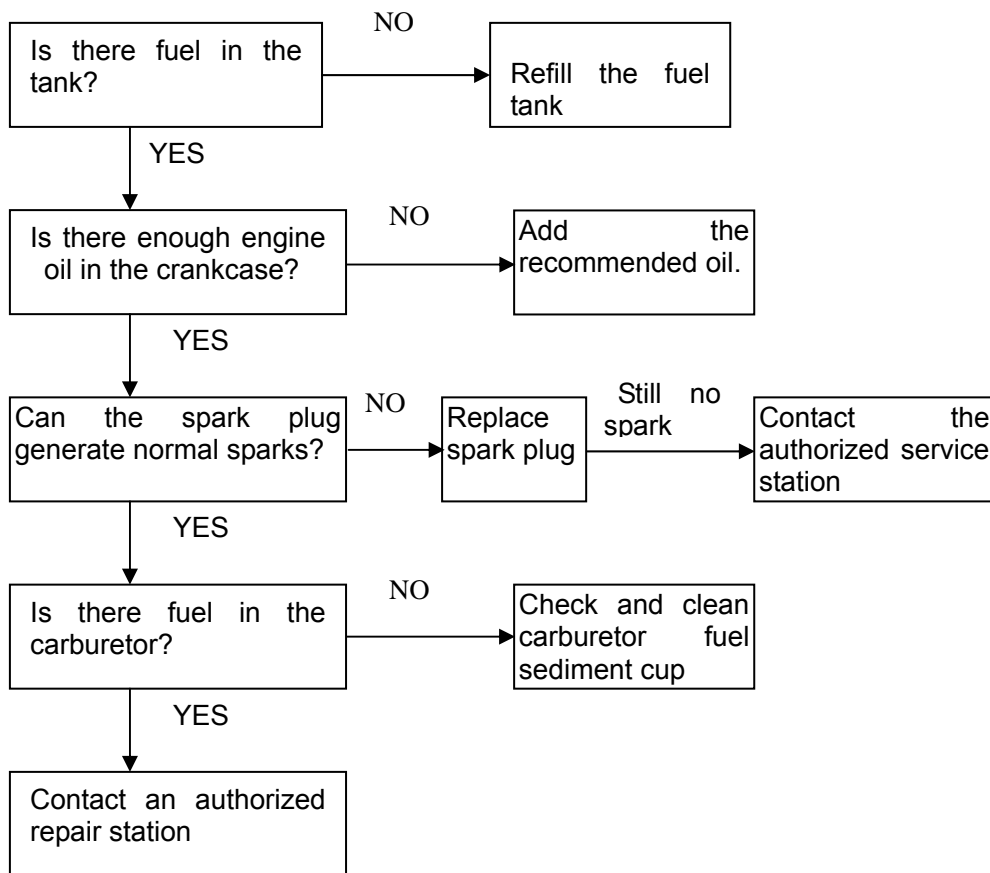 NO
Is there fuel in the
tank?
Refill the fuel
tank
YES
Is there enough engine
oil in the crankcase?
NO
Add the
recommended oil.
YES
Can the spark plug
generate normal sparks?
NO
Replace
spark plug
Still no
spark
Contact the
authorized service
station
YES
Is there fuel in the
carburetor?
NO
Check and clean
carburetor fuel
sediment cup
YES
Contact an authorized
repair station